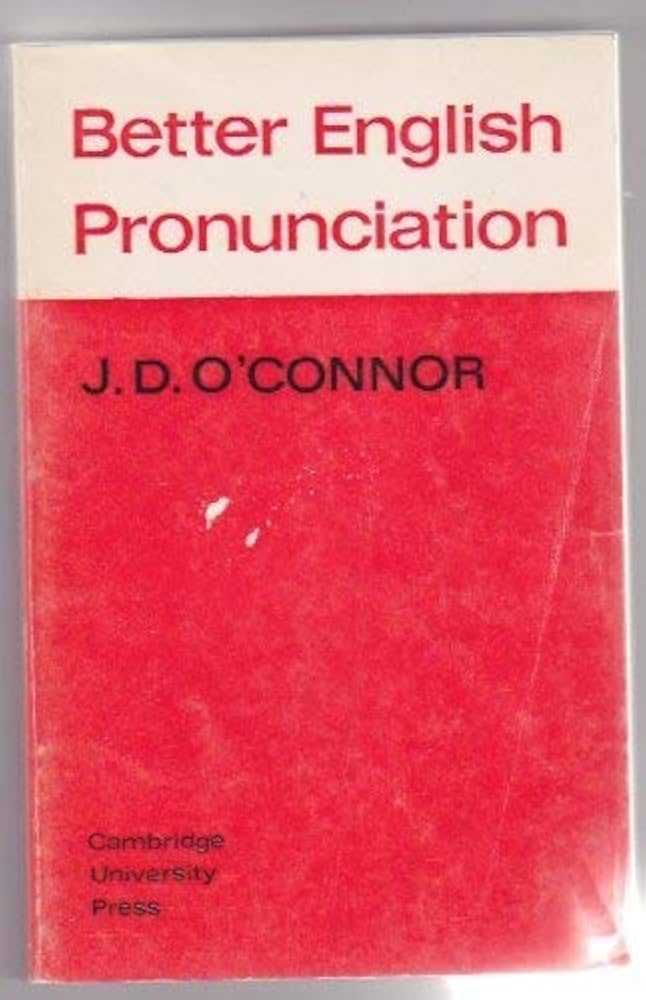 Better English
Pronunciation
J. D. O'CONNOR
Cambridge
University
Press